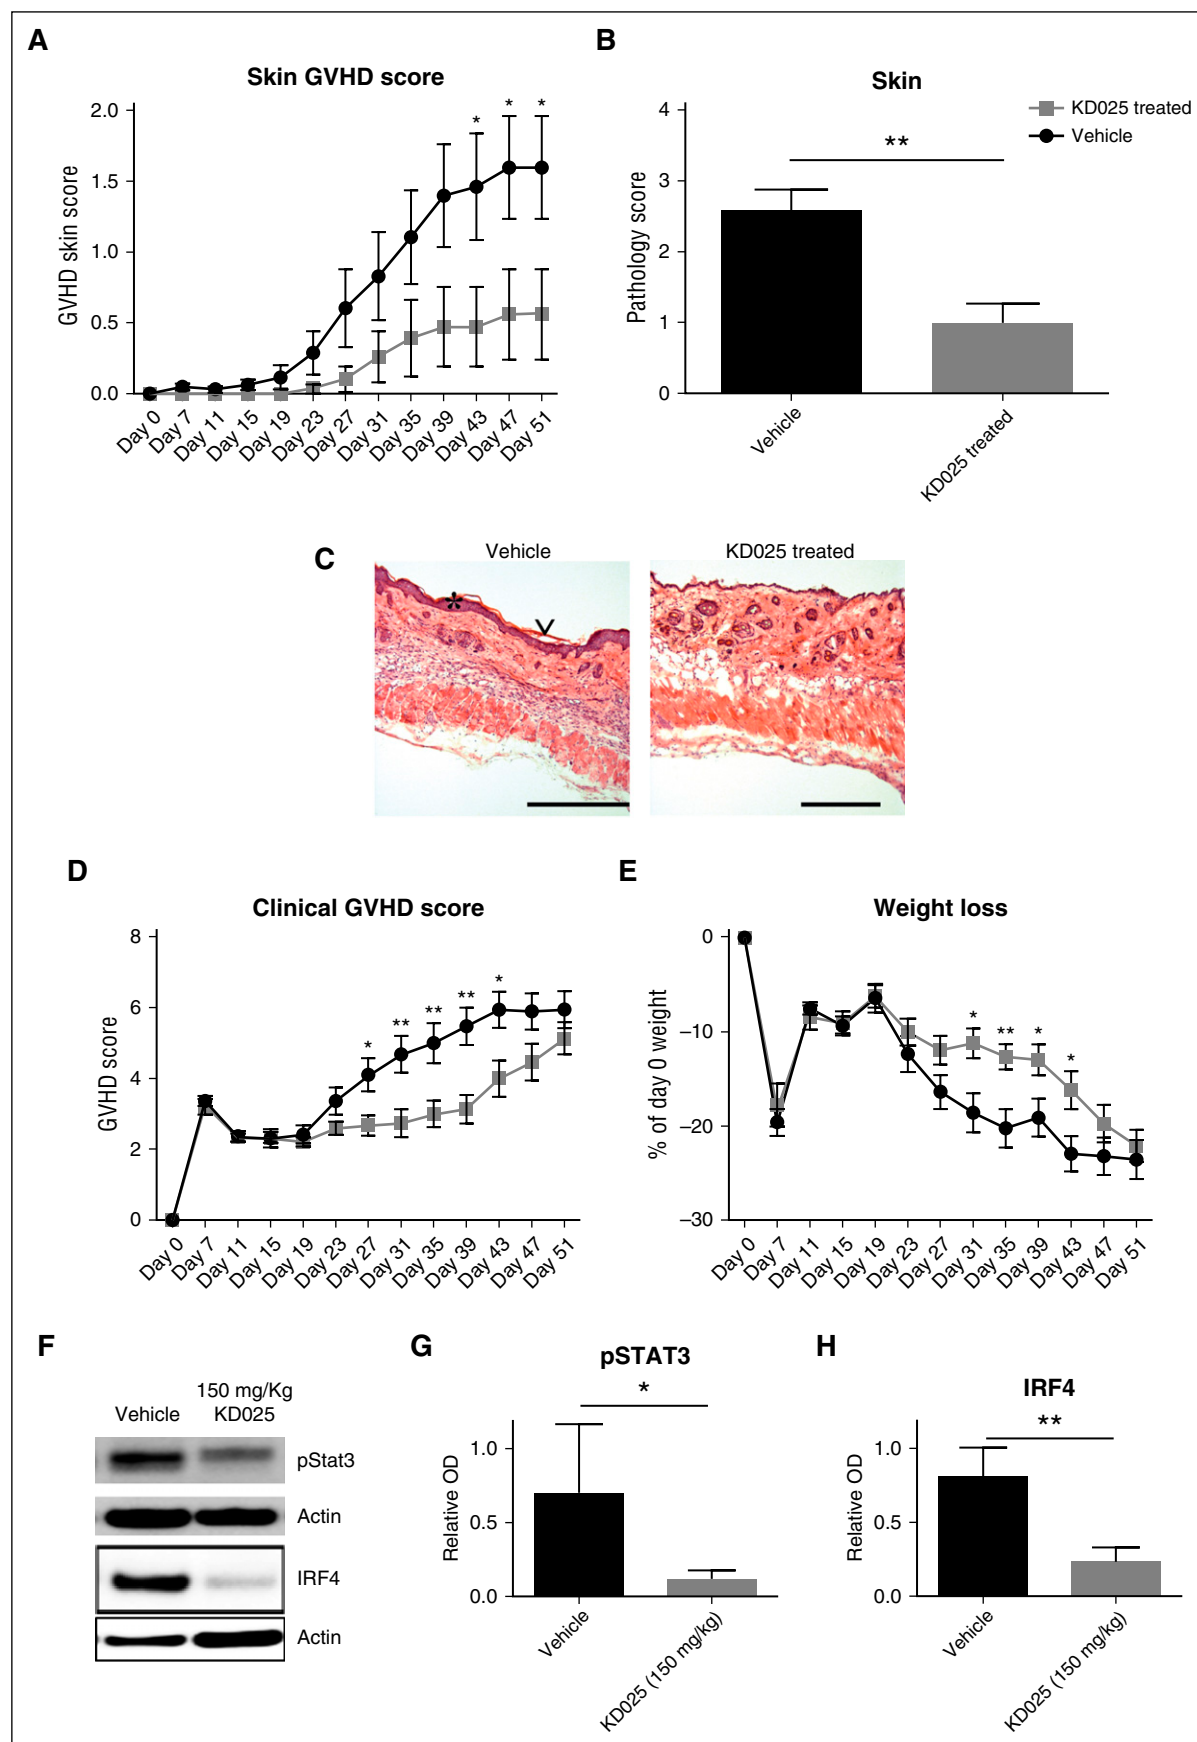 A
Skin GVHD score
GVHD skin score
2.0
1.5
1.0
0.5
0.0
* * *
Day 0
Day 7
Day 11
Day 15
Day 19
Day 23
Day 27
Day 31
Day 35
Day 39
Day 43
Day 47
Day 51
B
Skin
Pathology score
4
3
2
1
0
**
KD025 treated
Vehicle
Vehicle
KD025 treated
C
Vehicle
KD025 treated
*
D
Clinical GVHD score
GVHD score
8
6
4
2
0
* ** ** ** *
Day 0
Day 7
Day 11
Day 15
Day 19
Day 23
Day 27
Day 31
Day 35
Day 39
Day 43
Day 47
Day 51
E
Weight loss
% of day 0 weight
0
–10
–20
–30
* ** * *
Day 0
Day 7
Day 11
Day 15
Day 19
Day 23
Day 27
Day 31
Day 35
Day 39
Day 43
Day 47
Day 51
F
Vehicle
150 mg/Kg
KD025
pStat3
Actin
IRF4
Actin
G
pSTAT3
*
Relative OD
1.0
0.5
0.0
Vehicle
KD025 (150 mg/kg)
H
IRF4
**
Relative OD
1.0
0.5
0.0
Vehicle
KD025 (150 mg/kg)